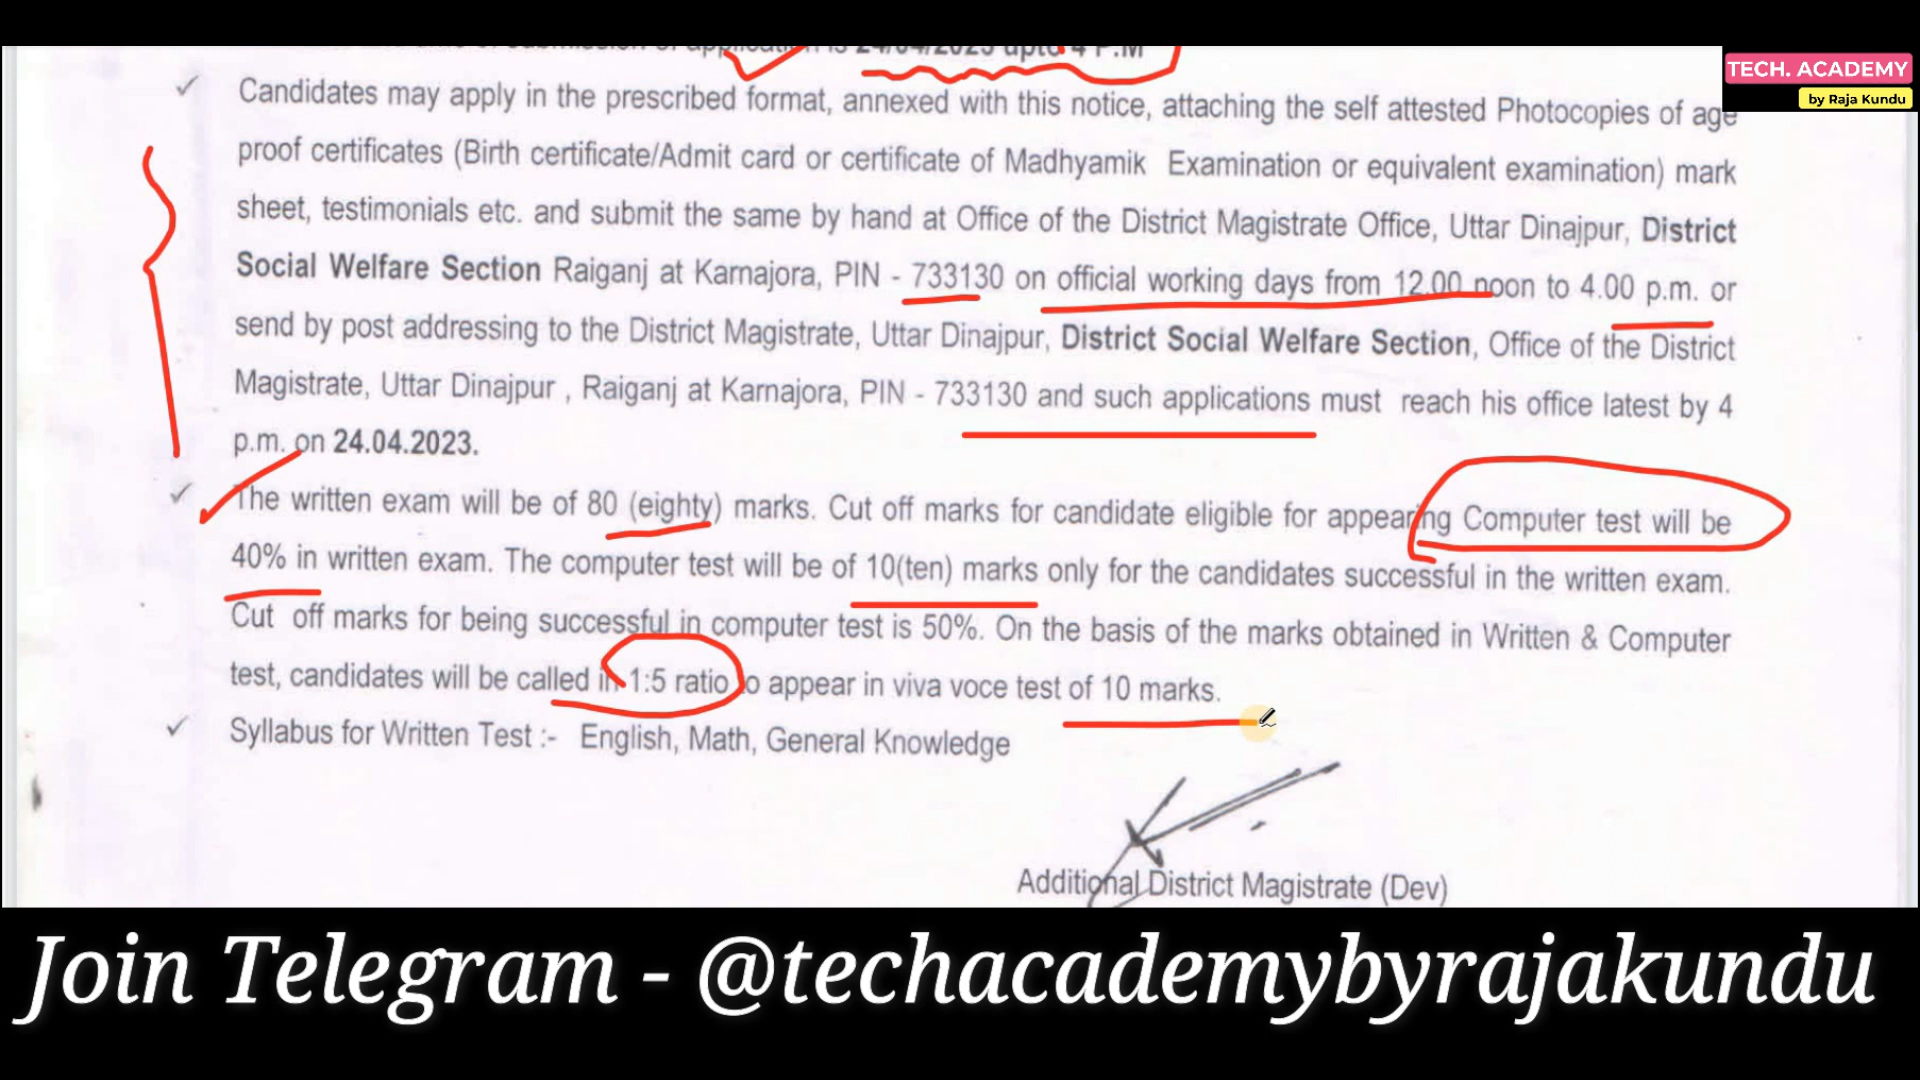 application is 24/04/2023 upto 4 P.M
TECH. ACADEMY
by Raja Kundu
Candidates may apply in the prescribed format, annexed with this notice, attaching the self attested Photocopies of age
proof certificates (Birth certificate/Admit card or certificate of Madhyamik Examination or equivalent examination) mark
sheet, testimonials etc. and submit the same by hand at Office of the District Magistrate Office, Uttar Dinajpur, District
Social Welfare Section Raiganj at Karnajora, PIN - 733130 on official working days from 12.00 noon to 4.00 p.m. or
send by post addressing to the District Magistrate, Uttar Dinajpur, District Social Welfare Section, Office of the District
Magistrate, Uttar Dinajpur , Raiganj at Karnajora, PIN - 733130 and such applications must reach his office latest by 4
p.m. on 24.04.2023.
The written exam will be of 80 (eighty) marks. Cut off marks for candidate eligible for appearing Computer test will be
40% in written exam. The computer test will be of 10(ten) marks only for the candidates successful in the written exam.
Cut off marks for being successful in computer test is 50%. On the basis of the marks obtained in Written & Computer
test, candidates will be called in 1:5 ratio to appear in viva voce test of 10 marks.
Syllabus for Written Test :- English, Math, General Knowledge
Additional District Magistrate (Dev)
Join Telegram - @techacademybyrajakundu